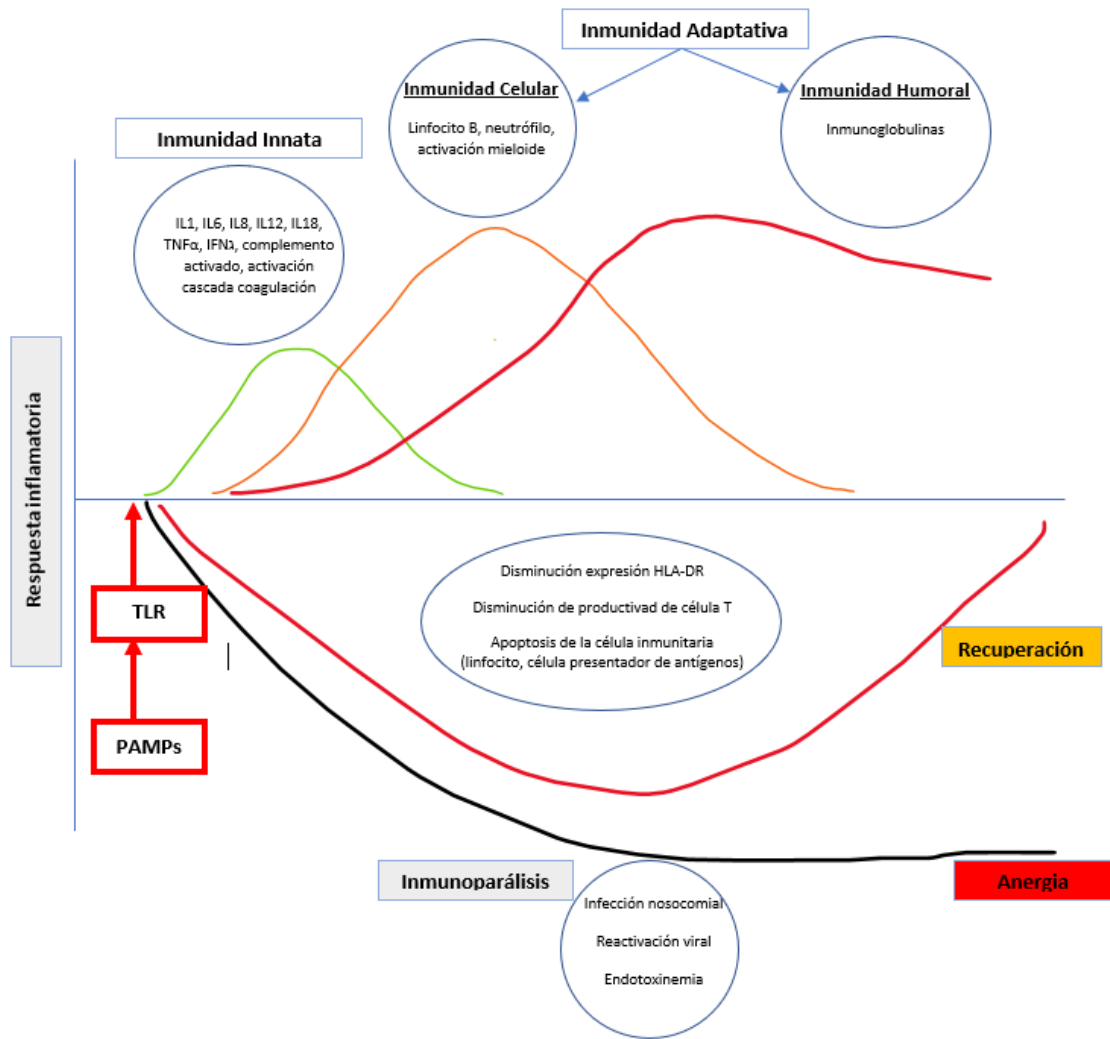 Inmunidad Adaptativa
Inmunidad Celular
Linfocito B, neutrófilo,
activación mieloide
Inmunidad Humoral
Inmunoglobulinas
Inmunidad Innata
IL1, IL6, IL8, IL12, IL18,
TNFα, IFNλ, complemento
activado, activación
cascada coagulación
Respuesta inflamatoria
TLR
PAMPs
Disminución expresión HLA-DR
Disminución de productivad de célula T
Apoptosis de la célula inmunitaria
(linfocito, célula presentador de antígenos)
Recuperación
Inmunoparálisis
Anergia
Infección nosocomial
Reactivación viral
Endotoxinemia